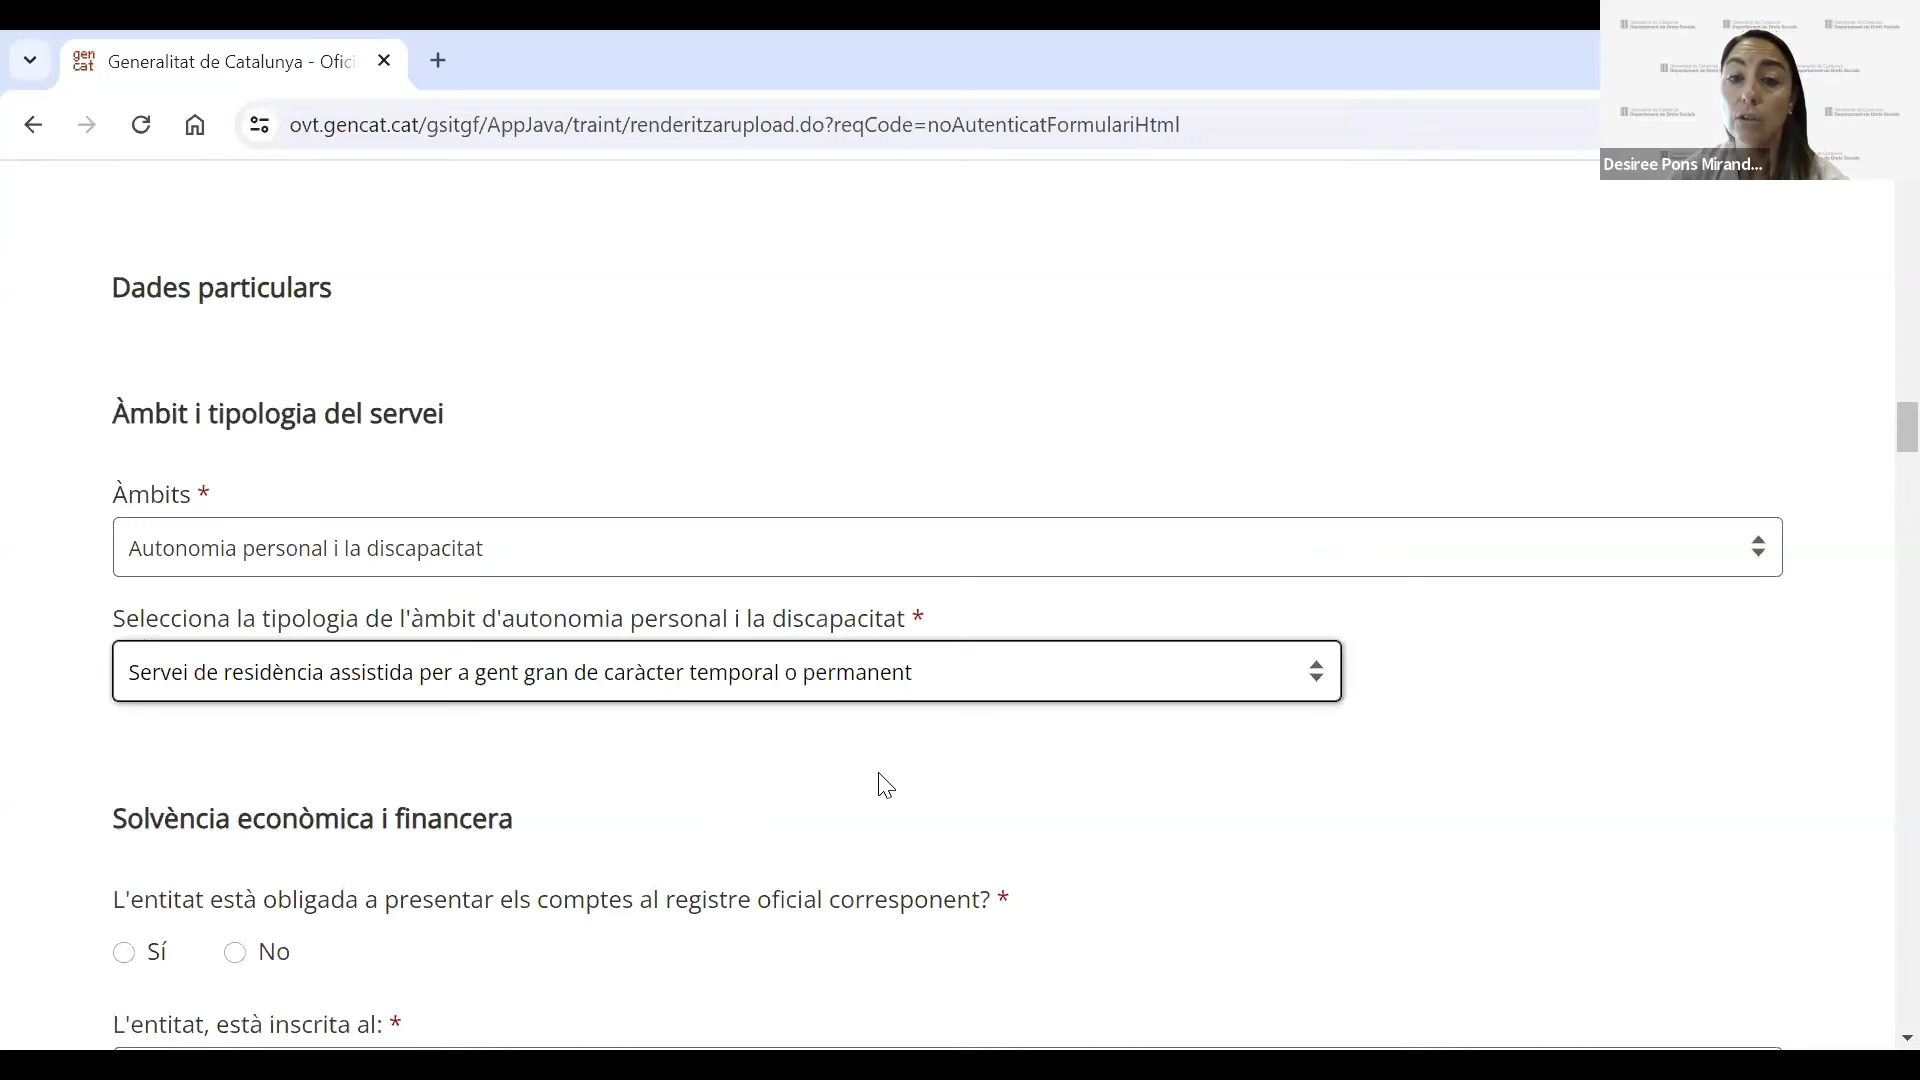 gen
cat
Generalitat de Catalunya - Ofici
ovt.gencat.cat/gsitgf/AppJava/traint/renderitzarupload.do?reqCode=noAutenticatFormulariHtml
Desiree Pons Mirand...
Dades particulars
Àmbit i tipologia del servei
Àmbits *
Autonomia personal i la discapacitat
Selecciona la tipologia de l'àmbit d'autonomia personal i la discapacitat *
Servei de residència assistida per a gent gran de caràcter temporal o permanent
Solvència econòmica i financera
L'entitat està obligada a presentar els comptes al registre oficial corresponent? *
Sí No
L'entitat, està inscrita al: *